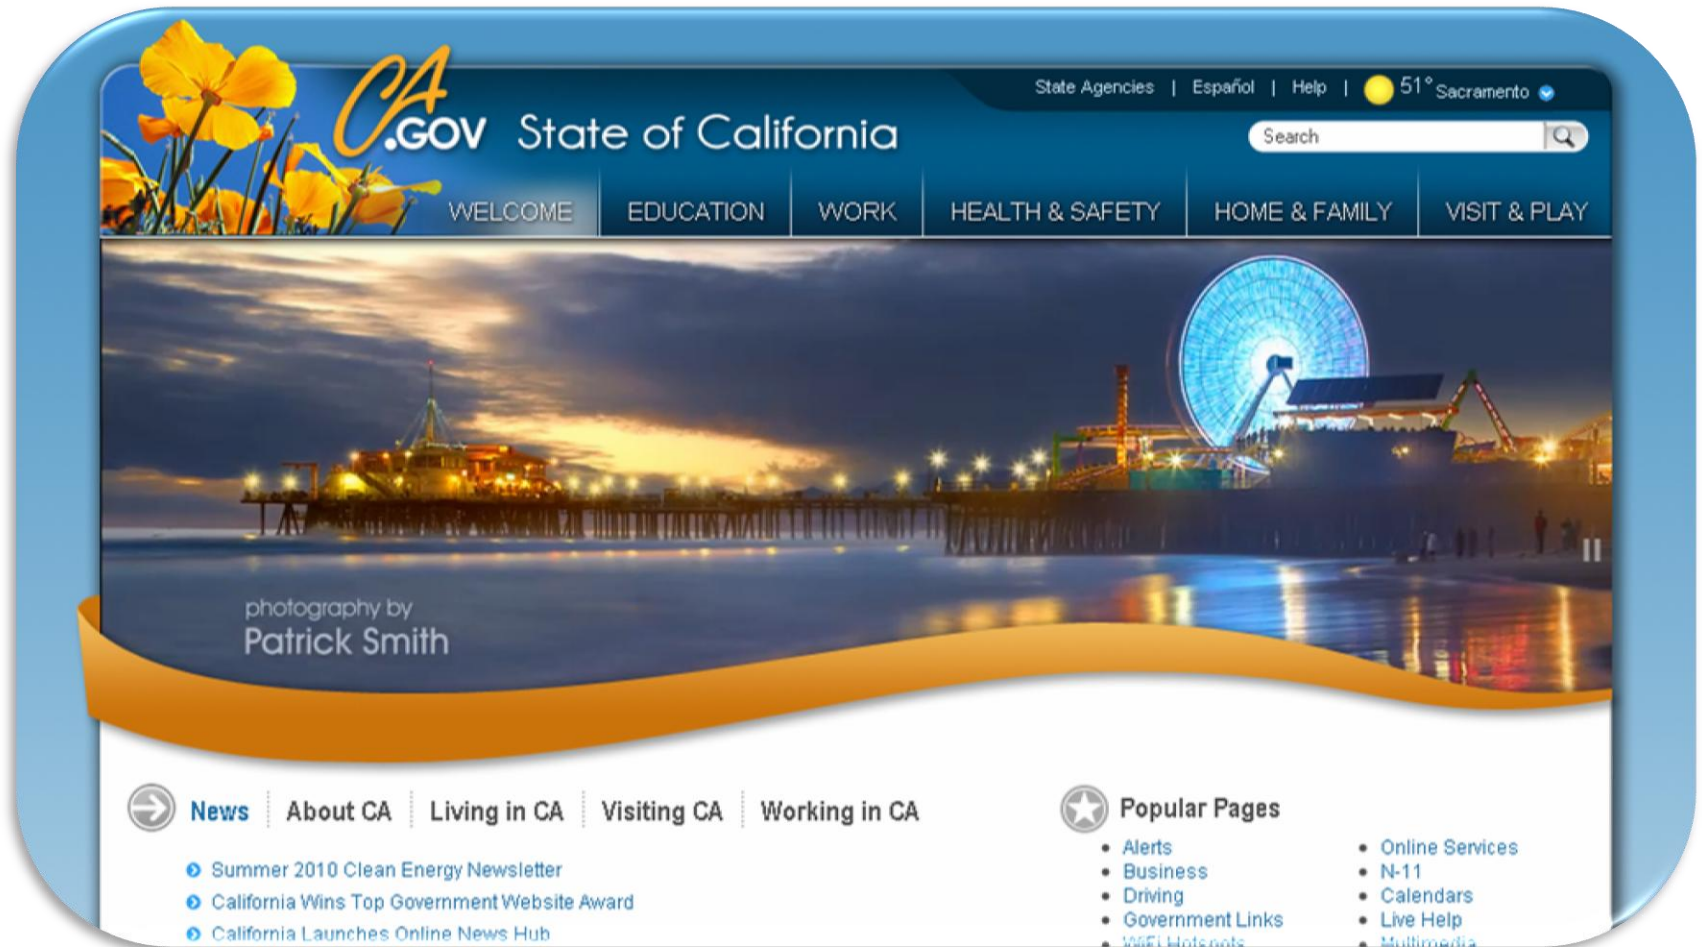 CA.GOV State of California
State Agencies | Español | Help | 51° Sacramento
Search
WELCOME EDUCATION WORK HEALTH & SAFETY HOME & FAMILY VISIT & PLAY
photography by
Patrick Smith
News About CA Living in CA Visiting CA Working in CA
Summer 2010 Clean Energy Newsletter
California Wins Top Government Website Award
California Launches Online News Hub
Popular Pages
Alerts
Business
Driving
Government Links
WiFi Hotspots
Online Services
N-11
Calendars
Live Help
Multimedia